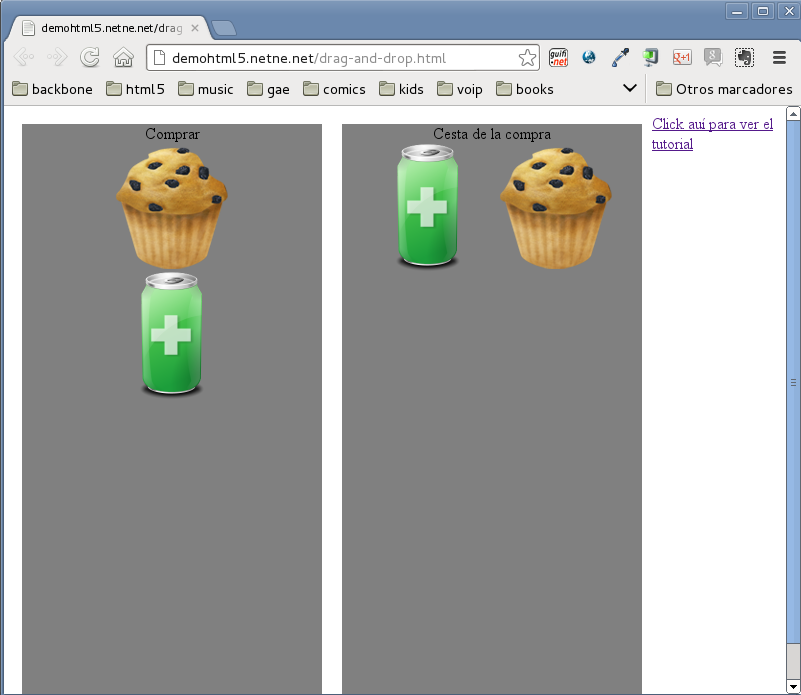 demohtml5.netne.net/drag
demohtml5.netne.net/drag-and-drop.html
guifi
.net
g+1
8
backbone
html5
music
gae
comics
kids
voip
books
Otros marcadores
Comprar
Cesta de la compra
Click auí para ver el
tutorial